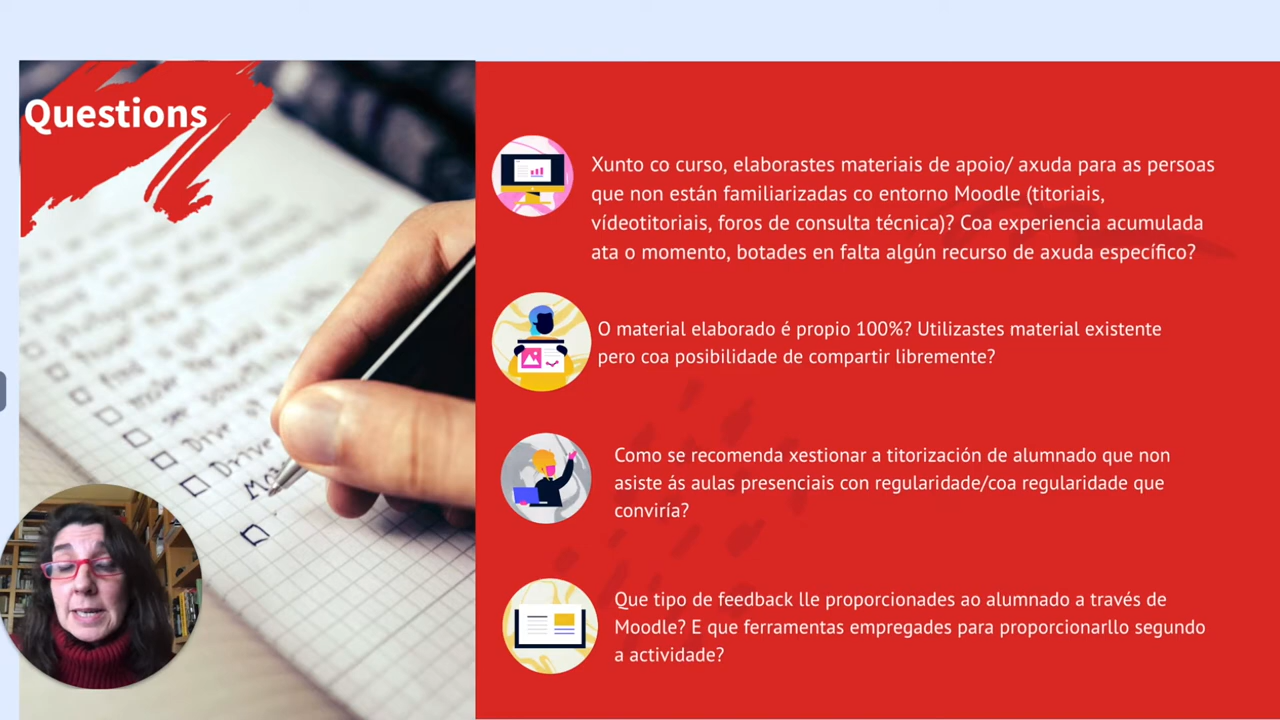 Questions
Xunto co curso, elaborastes materiais de apoio/ axuda para as persoas
que non están familiarizadas co entorno Moodle (titoriais,
vídeotitoriais, foros de consulta técnica)? Coa experiencia acumulada
ata o momento, botades en falta algún recurso de axuda específico?
O material elaborado é propio 100%? Utilizastes material existente
pero coa posibilidade de compartir libremente?
Como se recomenda xestionar a titorización de alumnado que non
asiste ás aulas presenciais con regularidade/coa regularidade que
conviría?
Que tipo de feedback lle proporcionades ao alumnado a través de
Moodle? E que ferramentas empregades para proporcionarllo segundo
a actividade?
Drive
Drive